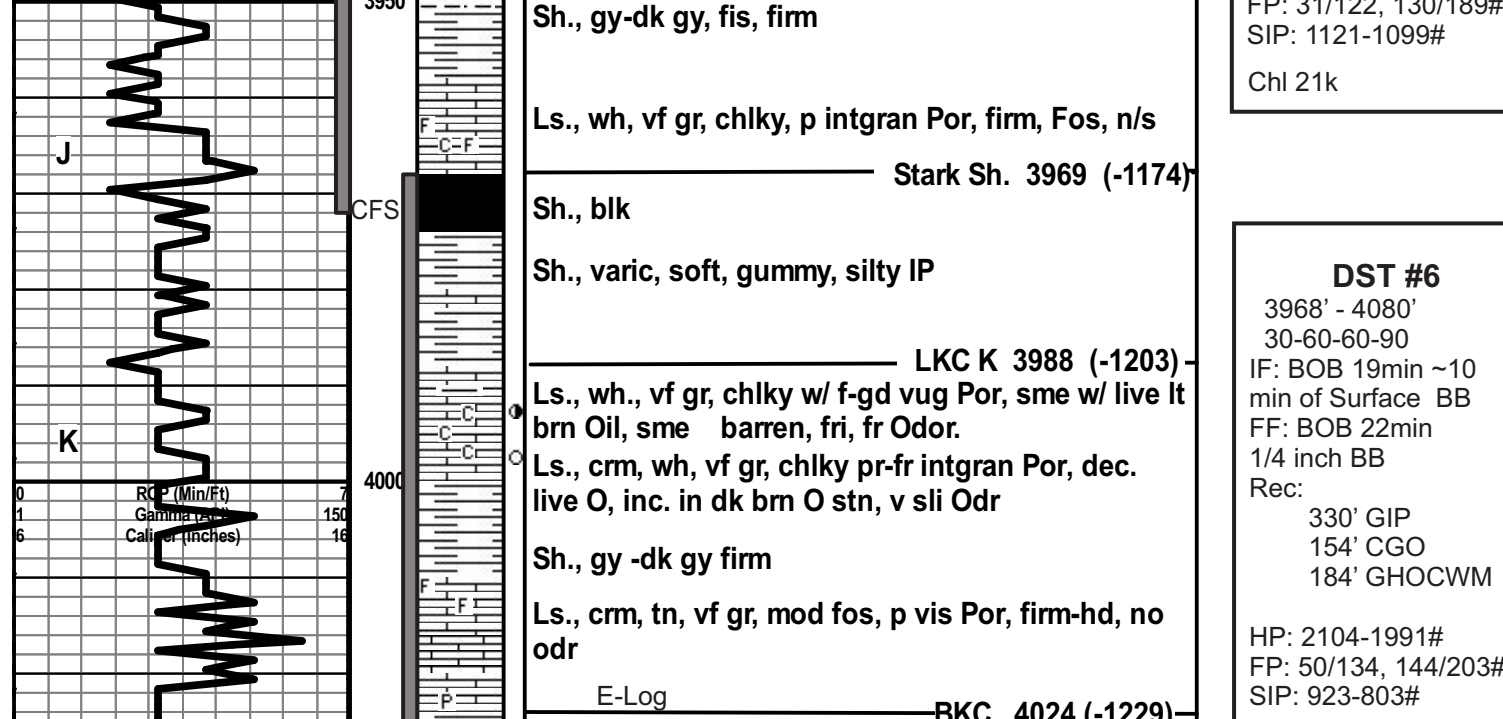 3950
Sh., gy-dk gy, fis, firm
FP: 31/122, 130/189#
SIP: 1121-1099#
Chl 21k
Ls., wh, vf gr, chlky, p intgran Por, firm, Fos, n/s
F
C-F
J
Stark Sh. 3969 (-1174)
CFS
Sh., blk
Sh., varic, soft, gummy, silty IP
DST #6
3968' - 4080'
30-60-60-90
IF: BOB 19min ~10
min of Surface BB
FF: BOB 22min
1/4 inch BB
Rec:
330' GIP
154' CGO
184' GHOCWM
HP: 2104-1991#
FP: 50/134, 144/203#
SIP: 923-803#
LKC K 3988 (-1203)
Ls., wh., vf gr, chlky w/ f-gd vug Por, sme w/ live lt
brn Oil, sme barren, fri, fr Odor.
C
C
C
K
Ls., crm, wh, vf gr, chlky pr-fr intgran Por, dec.
live O, inc. in dk brn O stn, v sli Odr
4000
0 ROP (Min/Ft) 7
1 Gamma (API) 150
6 Caliper (inches) 16
Sh., gy -dk gy firm
F
F
Ls., crm, tn, vf gr, mod fos, p vis Por, firm-hd, no
odr
P
E-Log
BKC 4024 (-1229)